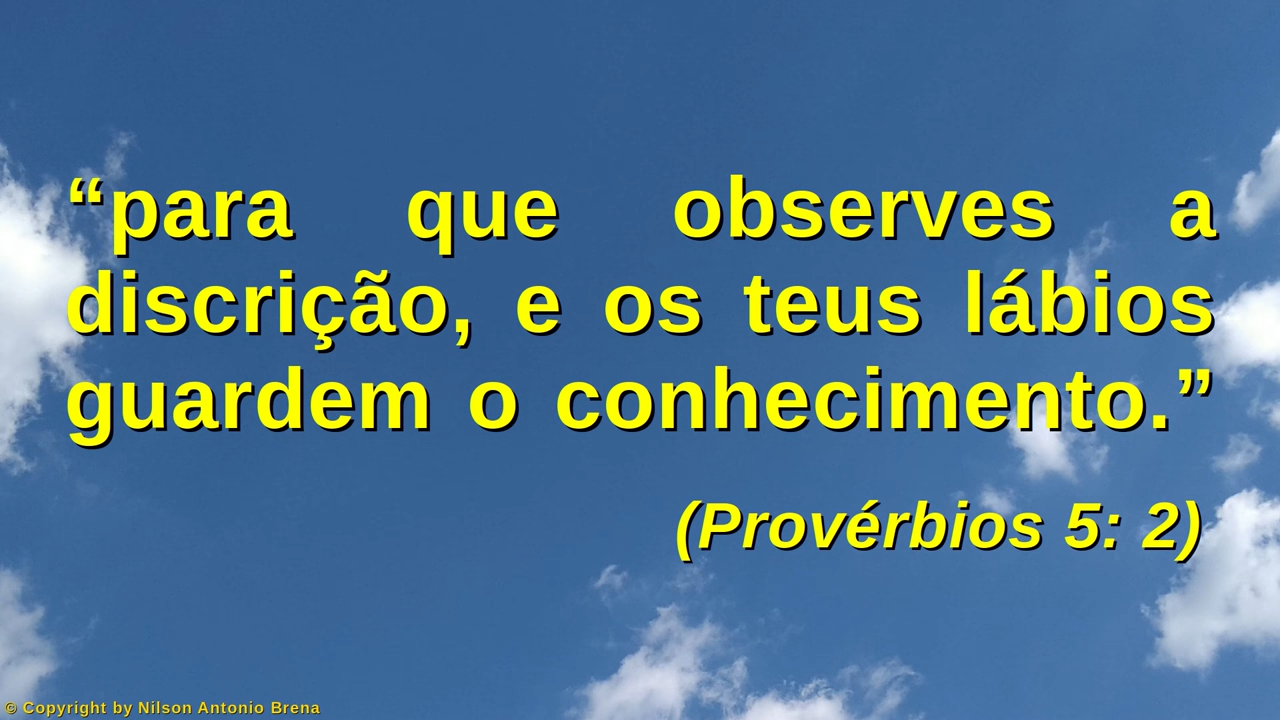 “para que observes a
discrição, e os teus lábios
guardem o conhecimento.”
(Provérbios 5: 2)
© Copyright by Nilson Antonio Brena